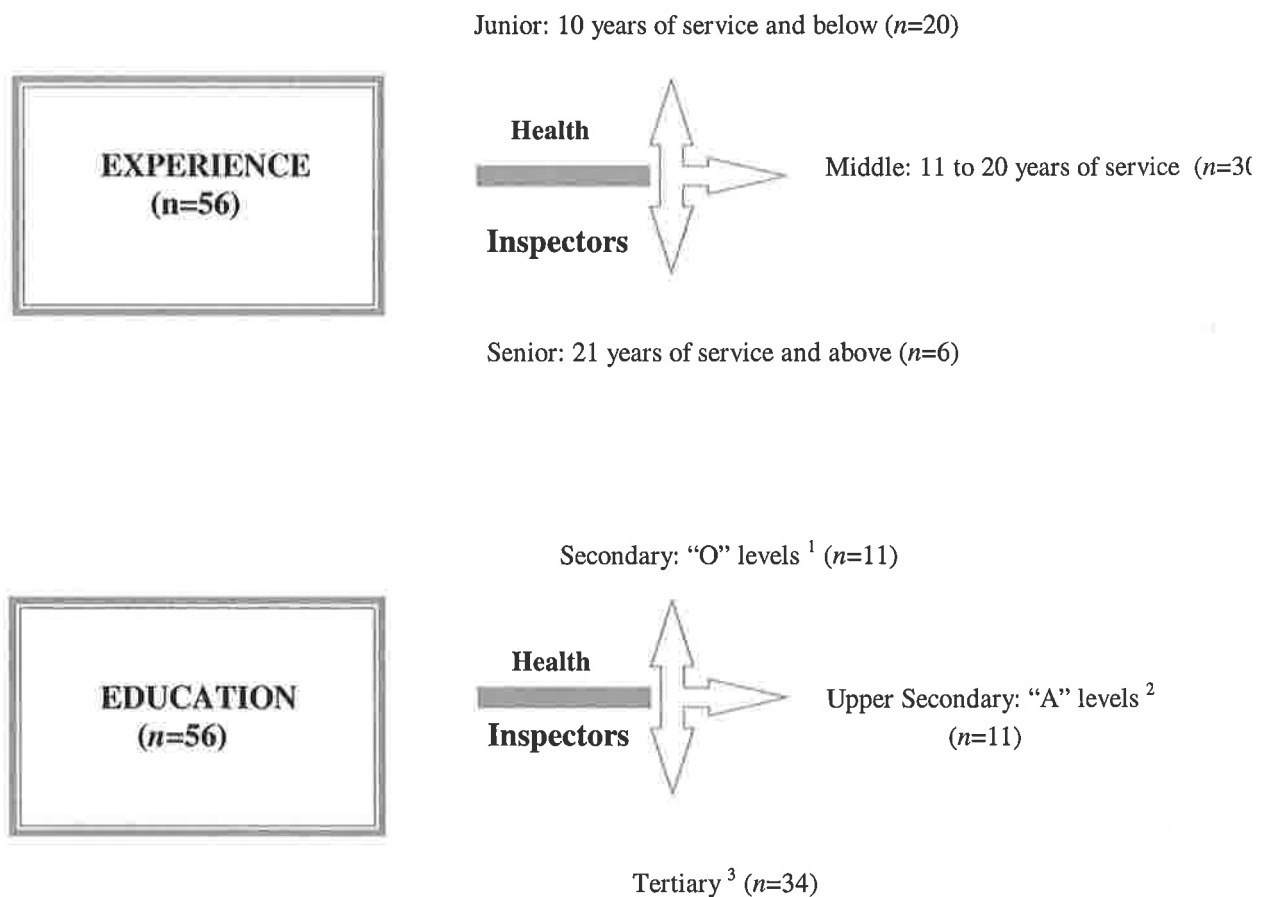 Junior: 10 years of service and below (n=20)
EXPERIENCE
(n=56)
Health
Inspectors
Middle: 11 to 20 years of service (n=3(
Senior: 21 years of service and above (n=6)
Secondary: “O” levels 1 (n=11)
EDUCATION
(n=56)
Health
Inspectors
Upper Secondary: “A” levels 2
(n=11)
Tertiary 3 (n=34)